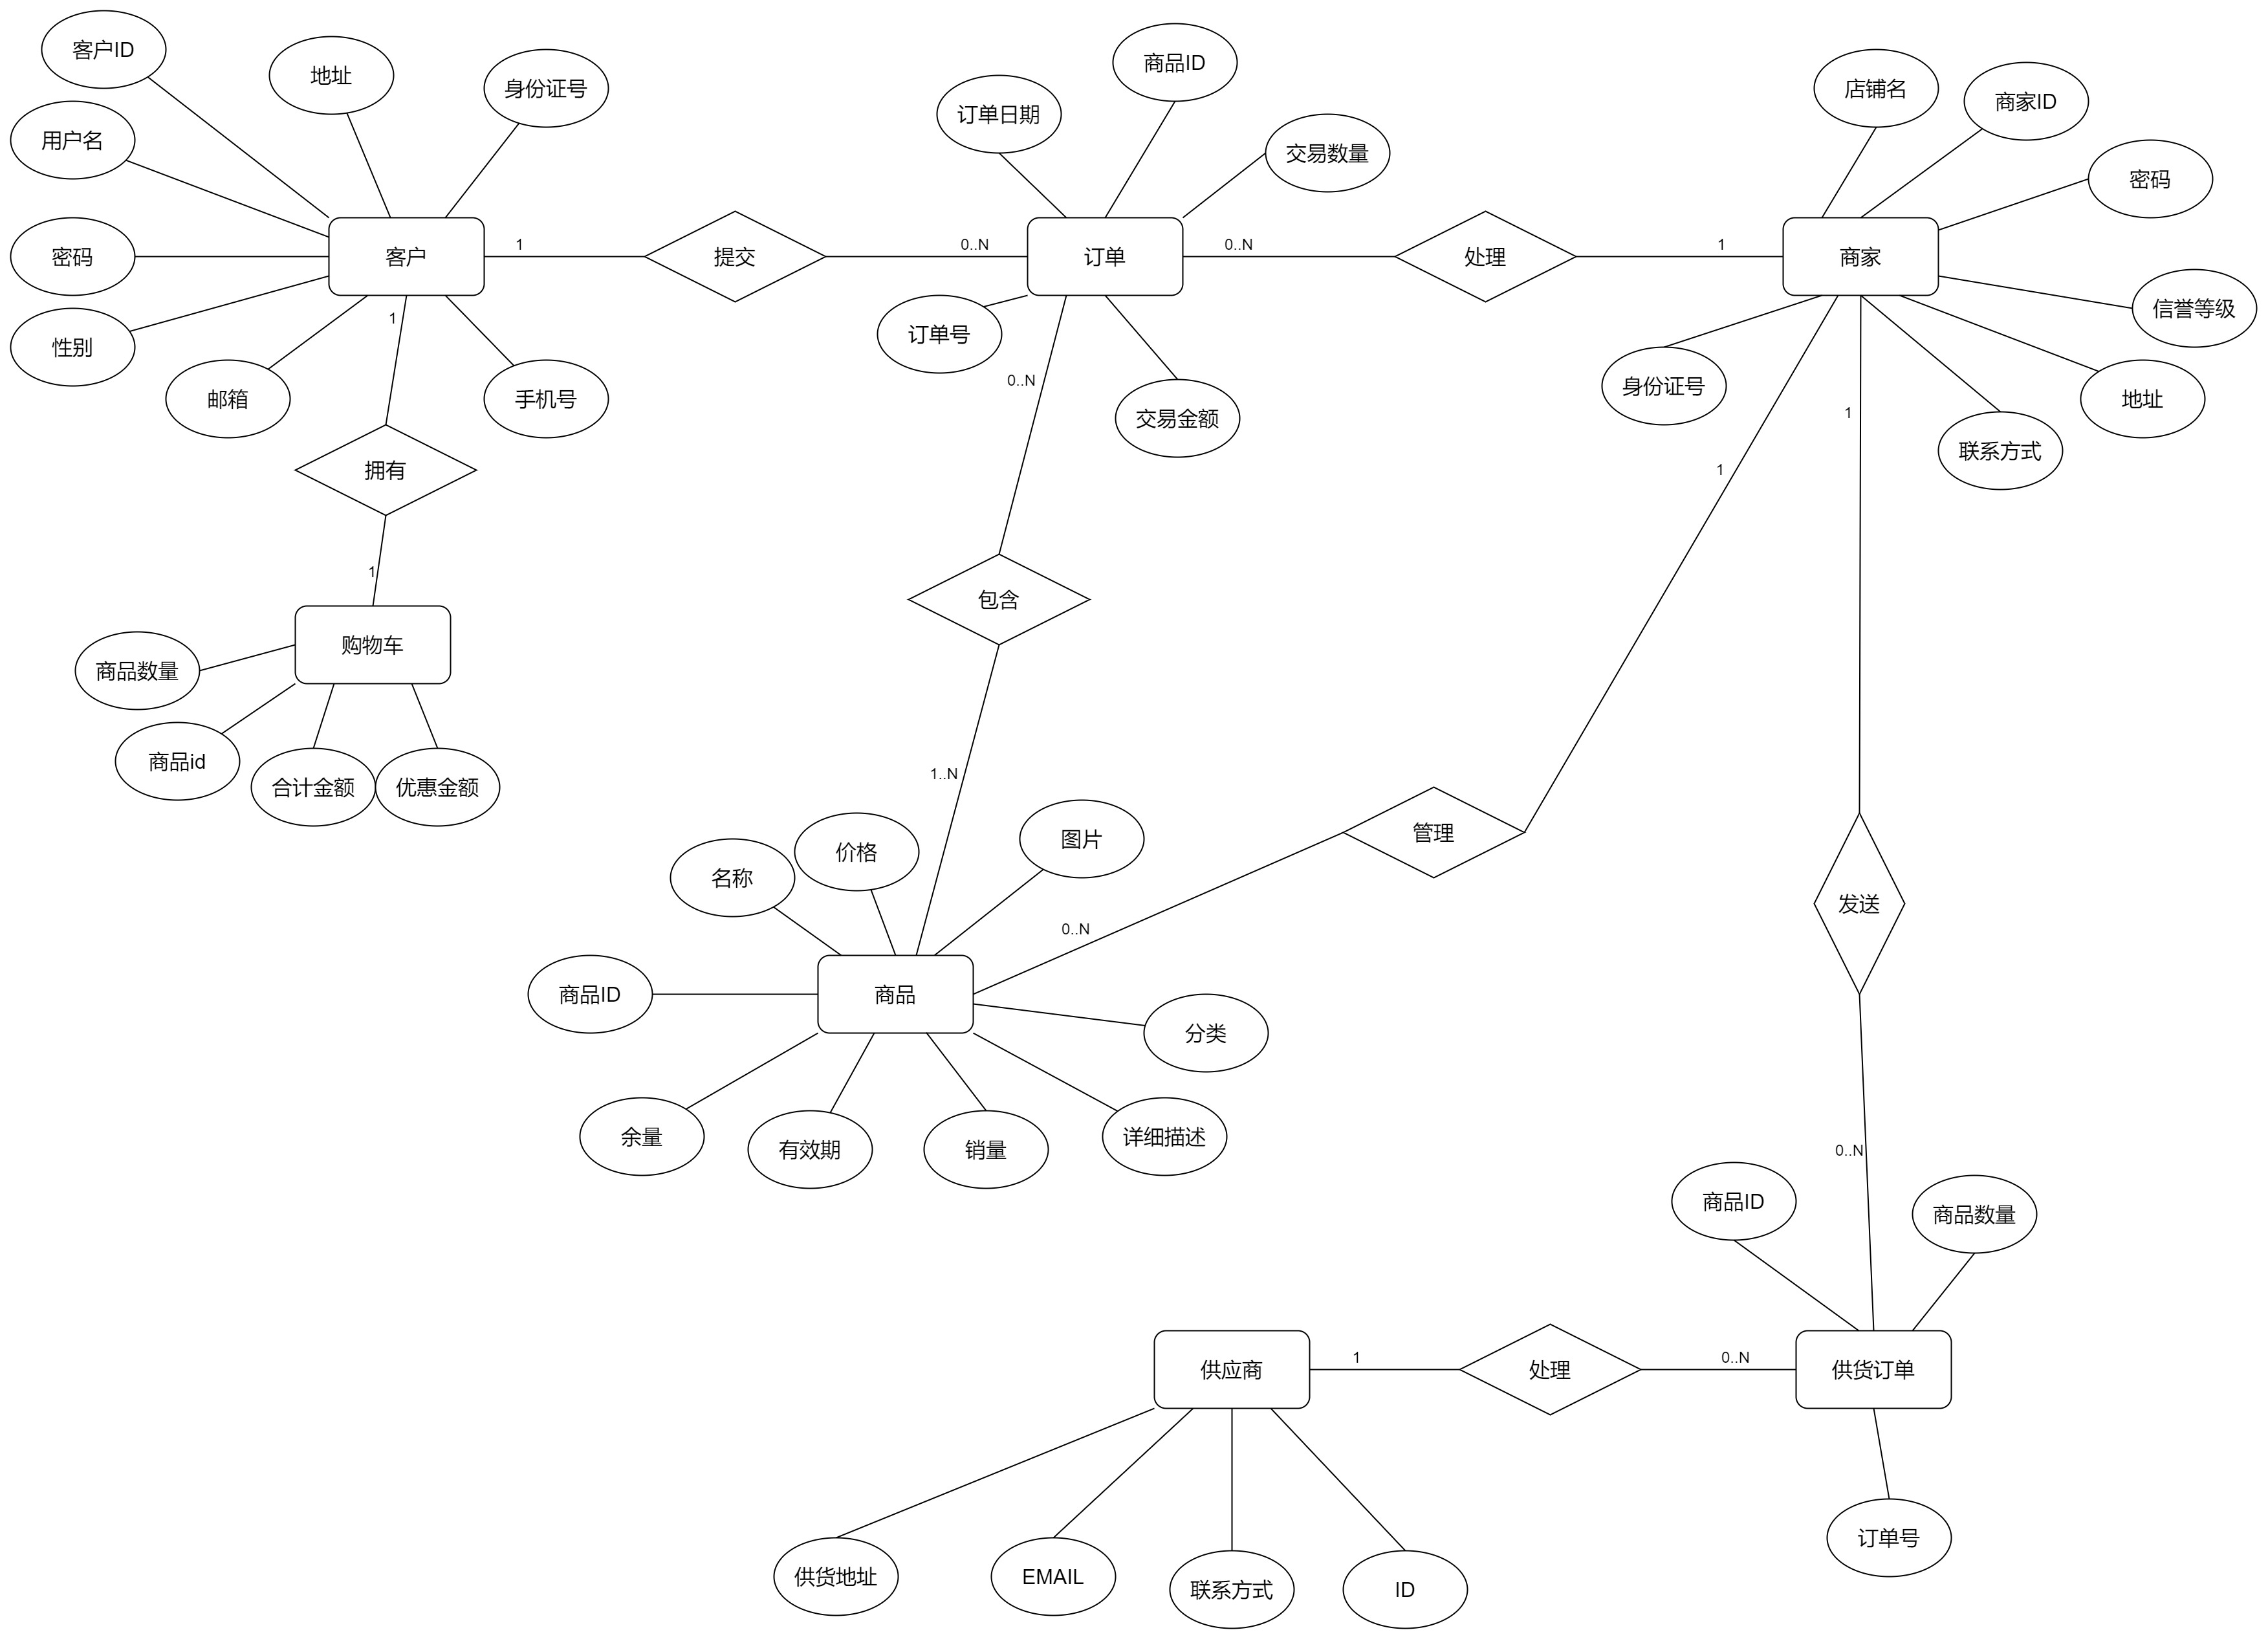 客户ID
地址
身份证号
用户名
密码
性别
邮箱
手机号
客户
1
提交
0..N
订单日期
商品ID
交易数量
订单
订单号
交易金额
0..N
处理
1
店铺名
商家ID
密码
商家
信誉等级
身份证号
联系方式
地址
1
拥有
1
购物车
商品数量
商品id
合计金额
优惠金额
0..N
包含
1..N
1
管理
0..N
名称
价格
图片
商品ID
商品
分类
余量
有效期
销量
详细描述
1
发送
0..N
商品ID
商品数量
供应商
1
处理
0..N
供货订单
订单号
供货地址
EMAIL
联系方式
ID